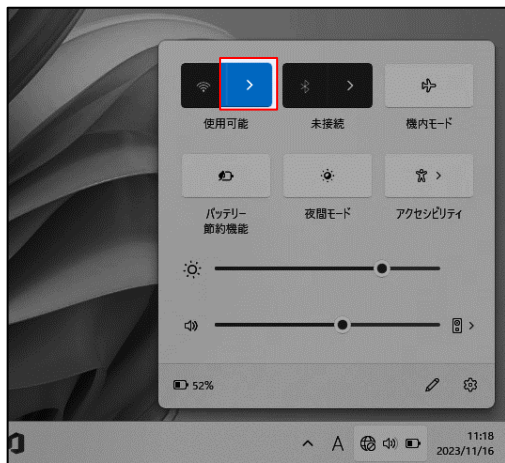 使用可能
未接続
機内モード
バッテリー
節約機能
夜間モード
アクセシビリティ
52%
A
11:18
2023/11/16